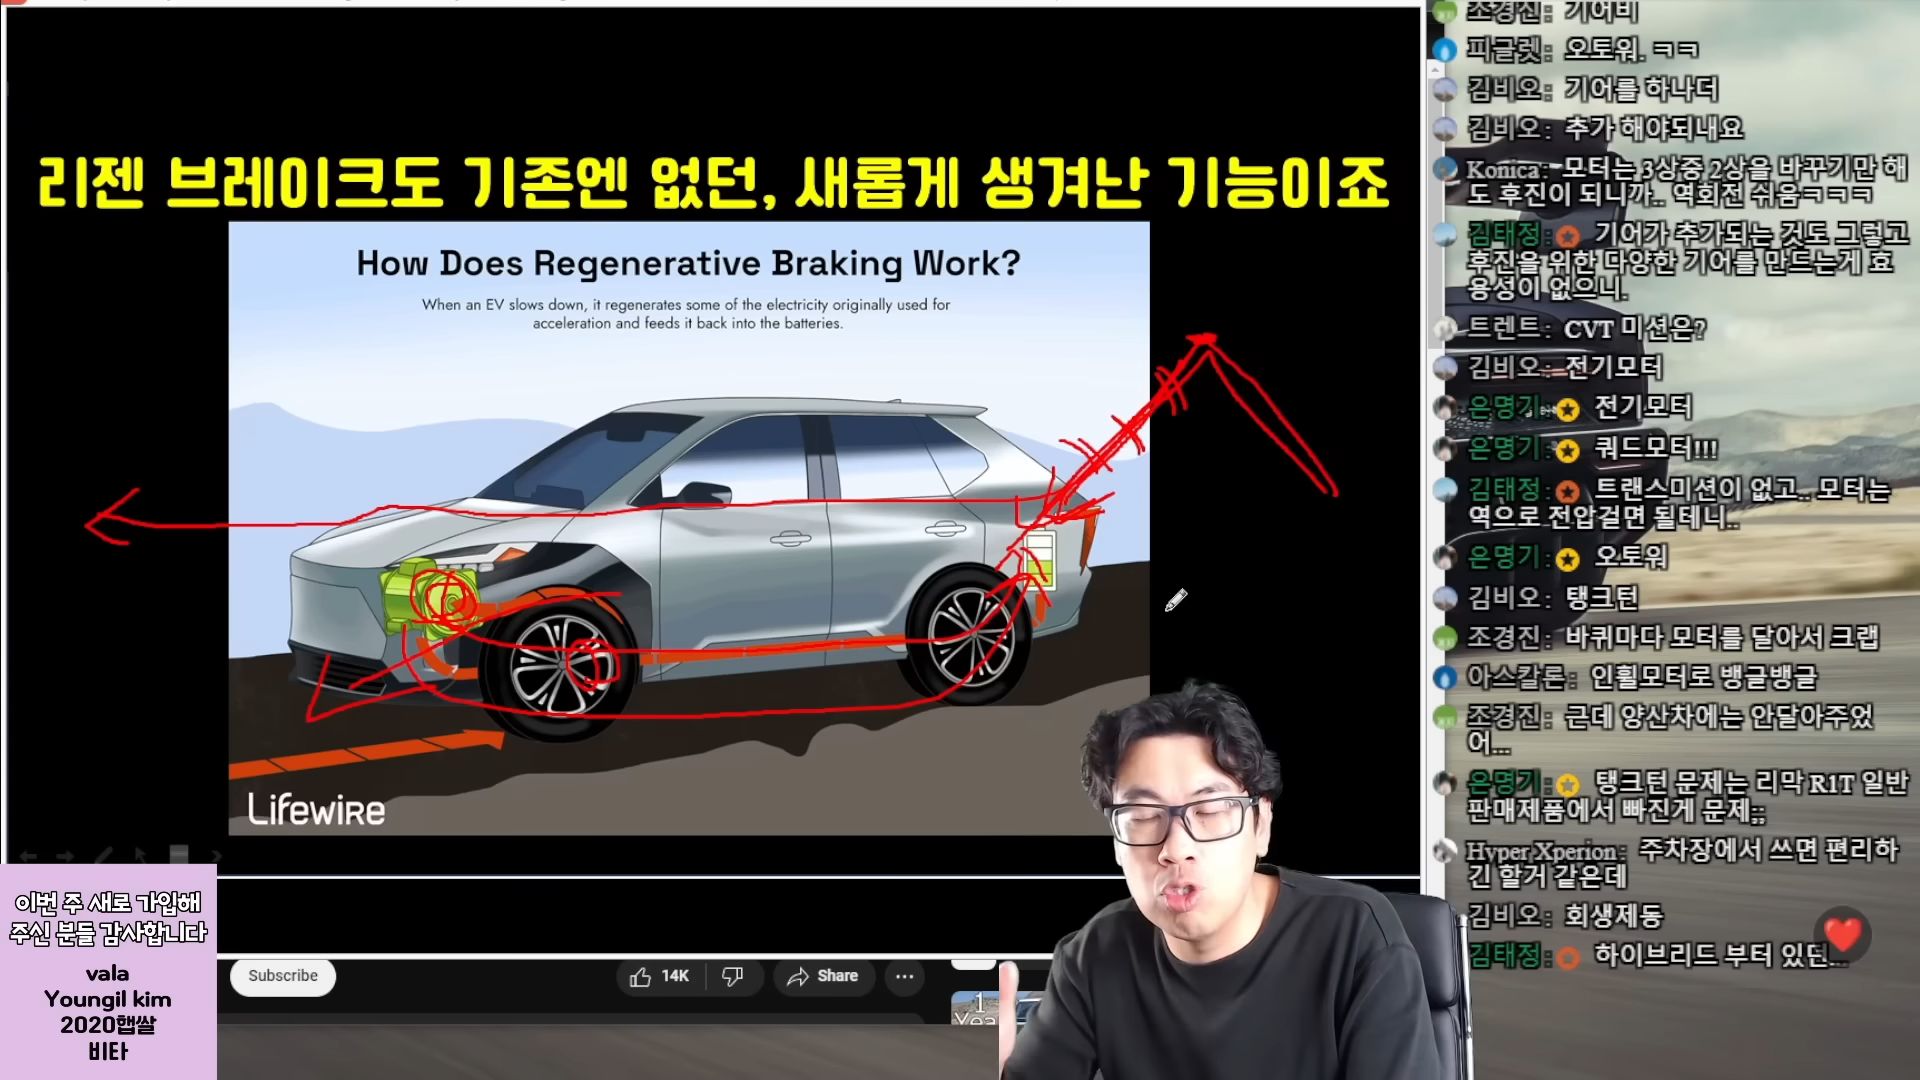 리젠 브레이크도 기존엔 없던, 새롭게 생겨난 기능이죠
How Does Regenerative Braking Work?
When an EV slows down, it regenerates some of the electricity originally used for
acceleration and feeds it back into the batteries.
Lifewire
이번 주 새로 가입해
주신 분들 감사합니다
vala
Youngil kim
2020햅쌀
비타
Subscribe
14K
Share
1
Yea
조경진: 기어비
피글렛: 오토워. ㅋㅋ
김비오: 기어를 하나더
김비오: 추가 해야되내요
Konica: 모터는 3상중 2상을 바꾸기만 해
도 후진이 되니까.. 역회전 쉬움ㅋㅋㅋ
김태정: 기어가 추가되는 것도 그렇고
후진을 위한 다양한 기어를 만드는게 효
용성이 없으니.
트렌트: CVT 미션은?
김비오: 전기모터
은명기: 전기모터
은명기: 쿼드모터!!!
김태정: 트랜스미션이 없고.. 모터는
역으로 전압걸면 될테니..
은명기: 오토워
김비오: 탱크턴
조경진: 바퀴마다 모터를 달아서 크랩
아스칼론: 인휠모터로 뱅글뱅글
조경진: 근데 양산차에는 안달아주었
어...
은명기: 탱크턴 문제는 리막 R1T 일반
판매제품에서 빠진게 문제;;
Hyper Xperion: 주차장에서 쓰면 편리하
긴 할거 같은데
김비오: 회생제동
김태정: 하이브리드 부터 있던...